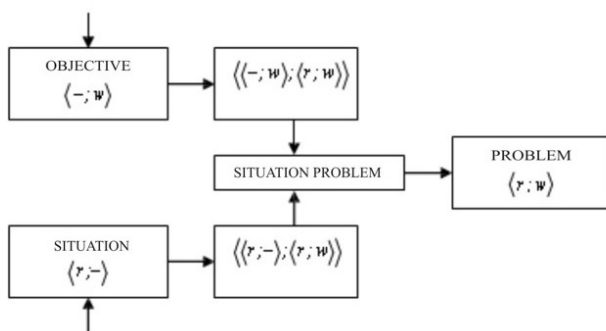 OBJECTIVE
⟨−; w⟩
⟨⟨−; w⟩; ⟨r; w⟩⟩
SITUATION PROBLEM
PROBLEM
⟨r; w⟩
SITUATION
⟨r; −⟩
⟨⟨r; −⟩; ⟨r; w⟩⟩